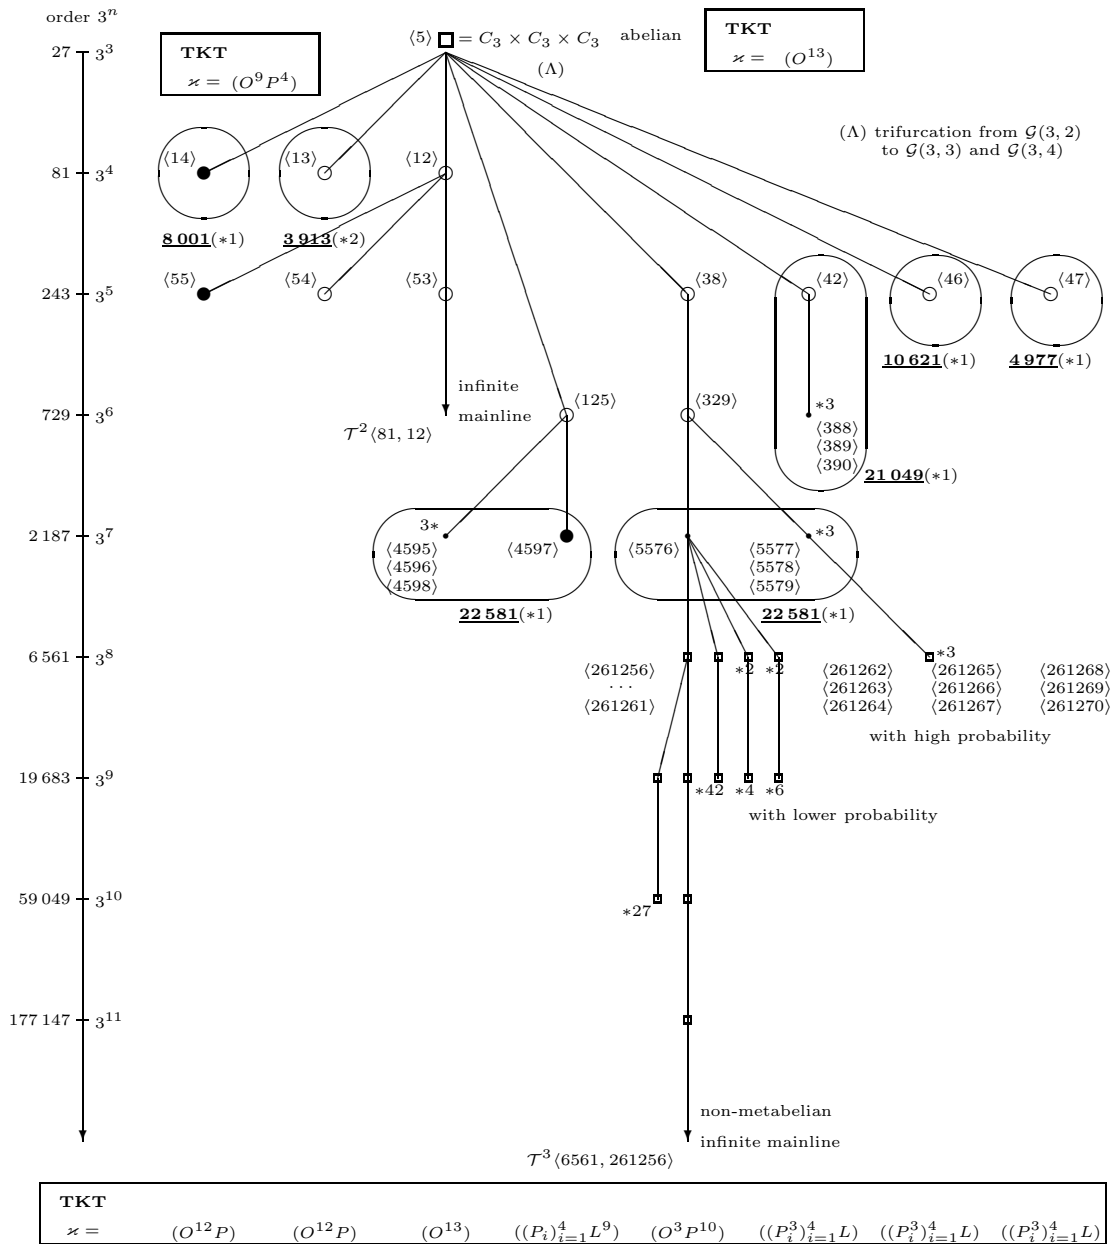 order 3^n
27 3^3
81 3^4
243 3^5
729 3^6
2 187 3^7
6 561 3^8
19 683 3^9
59 049 3^10
177 147 3^11
TKT
ϰ = (O^9P^4)
⟨5⟩ = C_3 × C_3 × C_3 abelian
(Λ)
TKT
ϰ = (O^13)
(Λ) trifurcation from 𝒢(3, 2)
to 𝒢(3, 3) and 𝒢(3, 4)
⟨14⟩ ⟨13⟩ ⟨12⟩
8 001(∗1) 3 913(∗2)
⟨55⟩ ⟨54⟩ ⟨53⟩ ⟨38⟩ ⟨42⟩ ⟨46⟩ ⟨47⟩
10 621(∗1) 4 977(∗1)
infinite
mainline
𝒯^2⟨81, 12⟩
⟨125⟩ ⟨329⟩ ∗3
⟨388⟩
⟨389⟩
⟨390⟩
21 049(∗1)
3∗
⟨4595⟩
⟨4596⟩
⟨4598⟩
⟨4597⟩
22 581(∗1)
⟨5576⟩
∗3
⟨5577⟩
⟨5578⟩
⟨5579⟩
22 581(∗1)
∗2 ∗2 ∗3
⟨261256⟩ ⟨261262⟩ ⟨261265⟩ ⟨261268⟩
· · · ⟨261263⟩ ⟨261266⟩ ⟨261269⟩
⟨261261⟩ ⟨261264⟩ ⟨261267⟩ ⟨261270⟩
with high probability
∗42 ∗4 ∗6
with lower probability
∗27
non-metabelian
infinite mainline
𝒯^3⟨6561, 261256⟩
TKT
ϰ = (O^12P) (O^12P) (O^13) ((P_i)^4_{i=1}L^9) (O^3P^10) ((P_i^3)^4_{i=1}L) ((P_i^3)^4_{i=1}L) ((P_i^3)^4_{i=1}L)